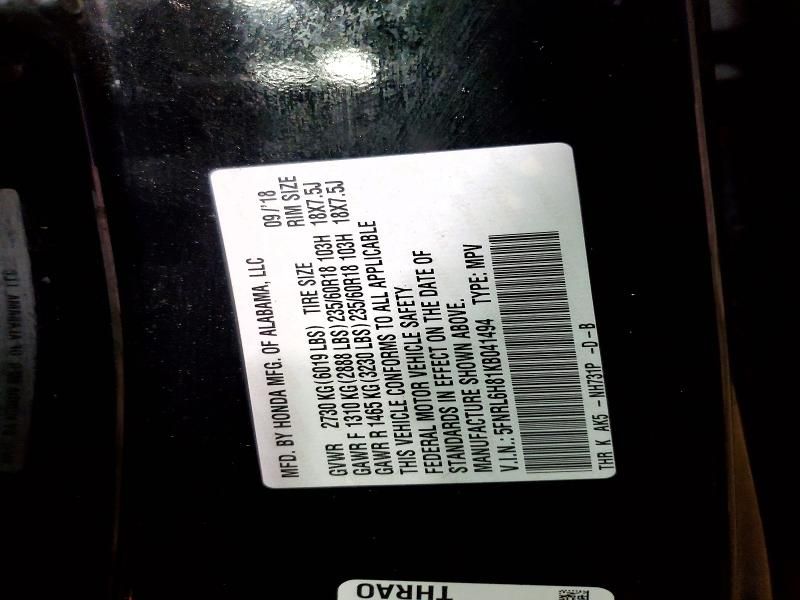 MFD. BY HONDA MFG. OF ALABAMA, LLC 09/'18
GVWR 2730 KG (6019 LBS) TIRE SIZE RIM SIZE
GAWR F 1310 KG (2888 LBS) 235/60R18 103H 18X7.5J
GAWR R 1465 KG (3230 LBS) 235/60R18 103H 18X7.5J
THIS VEHICLE CONFORMS TO ALL APPLICABLE
FEDERAL MOTOR VEHICLE SAFETY
STANDARDS IN EFFECT ON THE DATE OF
MANUFACTURE SHOWN ABOVE.
V.I.N.: 5FNRL6H81KB041494 TYPE: MPV
THR K AK5 - NH731P -D-B
THRAO